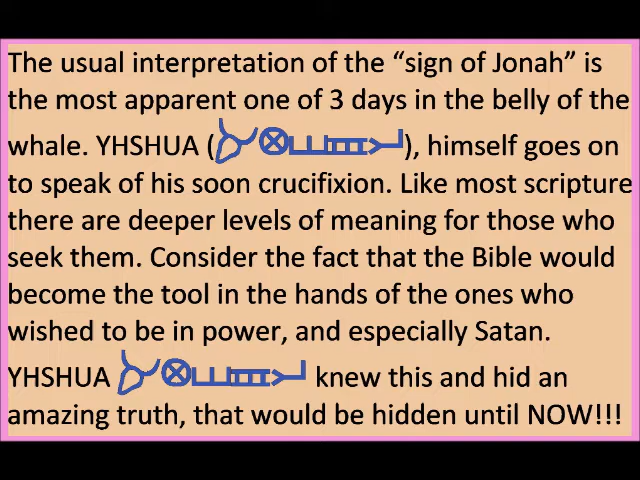 The usual interpretation of the “sign of Jonah” is
the most apparent one of 3 days in the belly of the
whale. YHSHUA (), himself goes on
to speak of his soon crucifixion. Like most scripture
there are deeper levels of meaning for those who
seek them. Consider the fact that the Bible would
become the tool in the hands of the ones who
wished to be in power, and especially Satan.
YHSHUA knew this and hid an
amazing truth, that would be hidden until NOW!!!